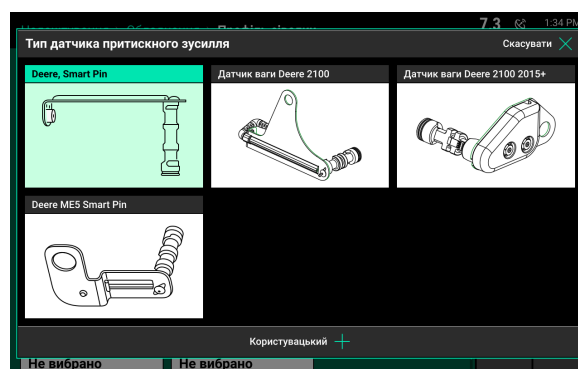 7.3 1:34 PM
Тип датчика притискного зусилля
Скасувати
Deere, Smart Pin
Датчик ваги Deere 2100
Датчик ваги Deere 2100 2015+
Deere ME5 Smart Pin
Користувацький
Не вибрано Не вибрано